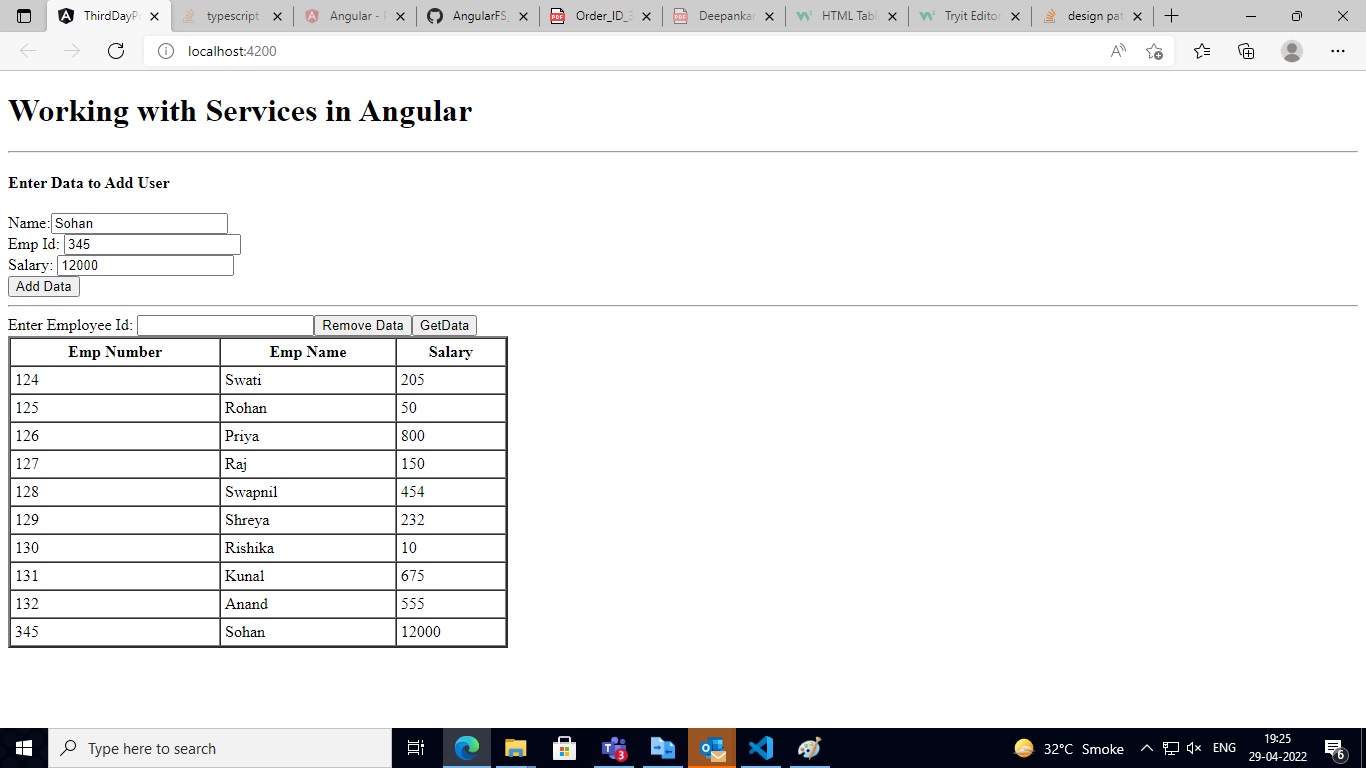 ThirdDayP typescript Angular - AngularFS_ Order_ID_3 Deepankar HTML Tabl Tryit Editor design pat
localhost:4200
Working with Services in Angular
Enter Data to Add User
Name: Sohan
Emp Id: 345
Salary: 12000
Add Data
Enter Employee Id: Remove Data GetData
Emp Number Emp Name Salary
124 Swati 205
125 Rohan 50
126 Priya 800
127 Raj 150
128 Swapnil 454
129 Shreya 232
130 Rishika 10
131 Kunal 675
132 Anand 555
345 Sohan 12000
Type here to search 3 32°C Smoke ENG 19:25 6
29-04-2022